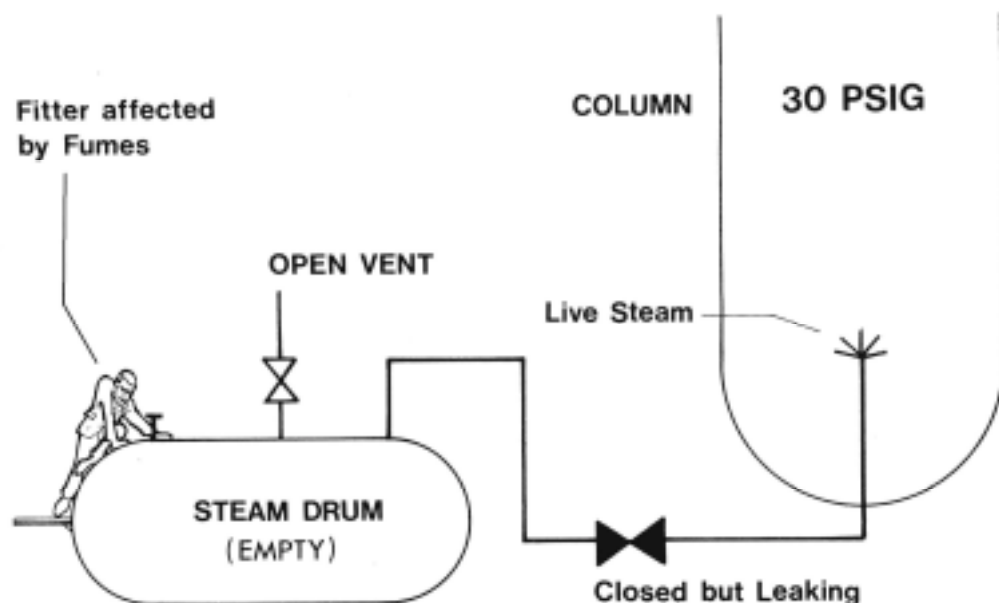 Fitter affected
by Fumes
COLUMN
30 PSIG
OPEN VENT
Live Steam
STEAM DRUM
(EMPTY)
Closed but Leaking